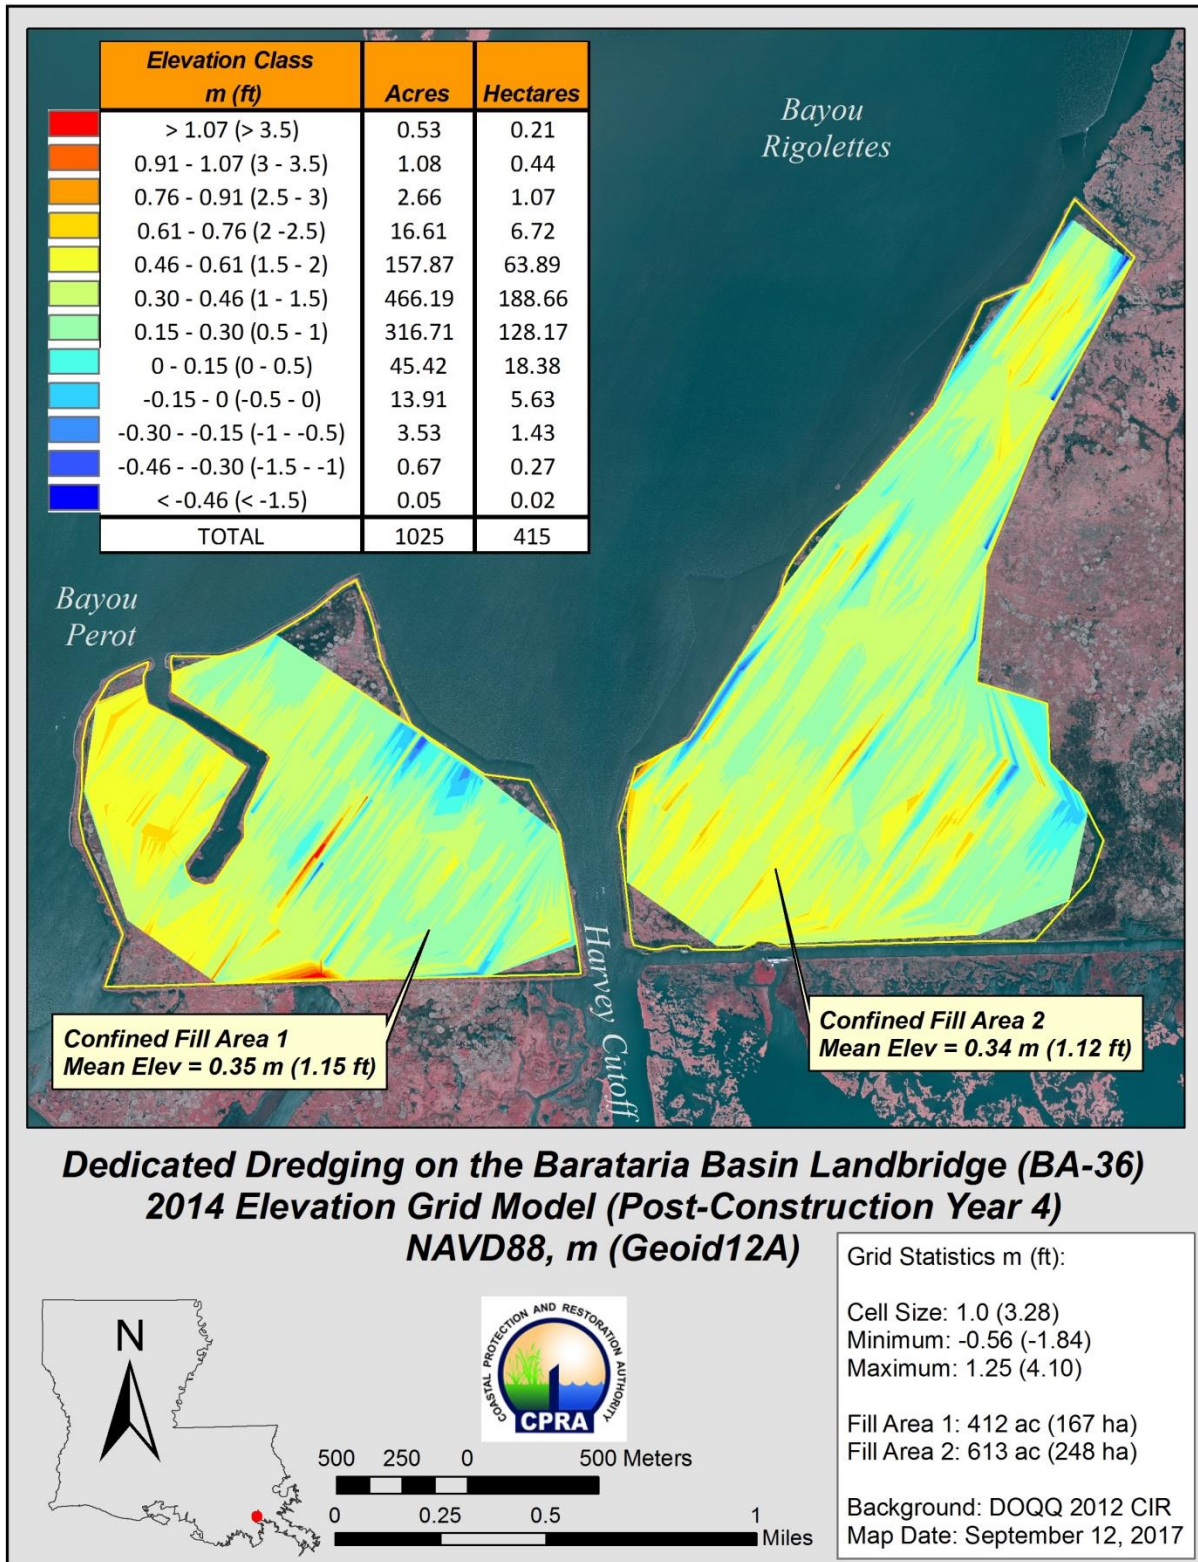 Elevation Class
m (ft) Acres Hectares
> 1.07 (> 3.5) 0.53 0.21
0.91 - 1.07 (3 - 3.5) 1.08 0.44
0.76 - 0.91 (2.5 - 3) 2.66 1.07
0.61 - 0.76 (2 -2.5) 16.61 6.72
0.46 - 0.61 (1.5 - 2) 157.87 63.89
0.30 - 0.46 (1 - 1.5) 466.19 188.66
0.15 - 0.30 (0.5 - 1) 316.71 128.17
0 - 0.15 (0 - 0.5) 45.42 18.38
-0.15 - 0 (-0.5 - 0) 13.91 5.63
-0.30 - -0.15 (-1 - -0.5) 3.53 1.43
-0.46 - -0.30 (-1.5 - -1) 0.67 0.27
< -0.46 (< -1.5) 0.05 0.02
TOTAL 1025 415
Bayou
Rigolettes
Bayou
Perot
Harvey Cutoff
Confined Fill Area 1
Mean Elev = 0.35 m (1.15 ft)
Confined Fill Area 2
Mean Elev = 0.34 m (1.12 ft)
Dedicated Dredging on the Barataria Basin Landbridge (BA-36)
2014 Elevation Grid Model (Post-Construction Year 4)
NAVD88, m (Geoid12A)
N
COASTAL PROTECTION AND RESTORATION AUTHORITY
CPRA
500 250 0 500 Meters
0 0.25 0.5 1
Miles
Grid Statistics m (ft):
Cell Size: 1.0 (3.28)
Minimum: -0.56 (-1.84)
Maximum: 1.25 (4.10)
Fill Area 1: 412 ac (167 ha)
Fill Area 2: 613 ac (248 ha)
Background: DOQQ 2012 CIR
Map Date: September 12, 2017